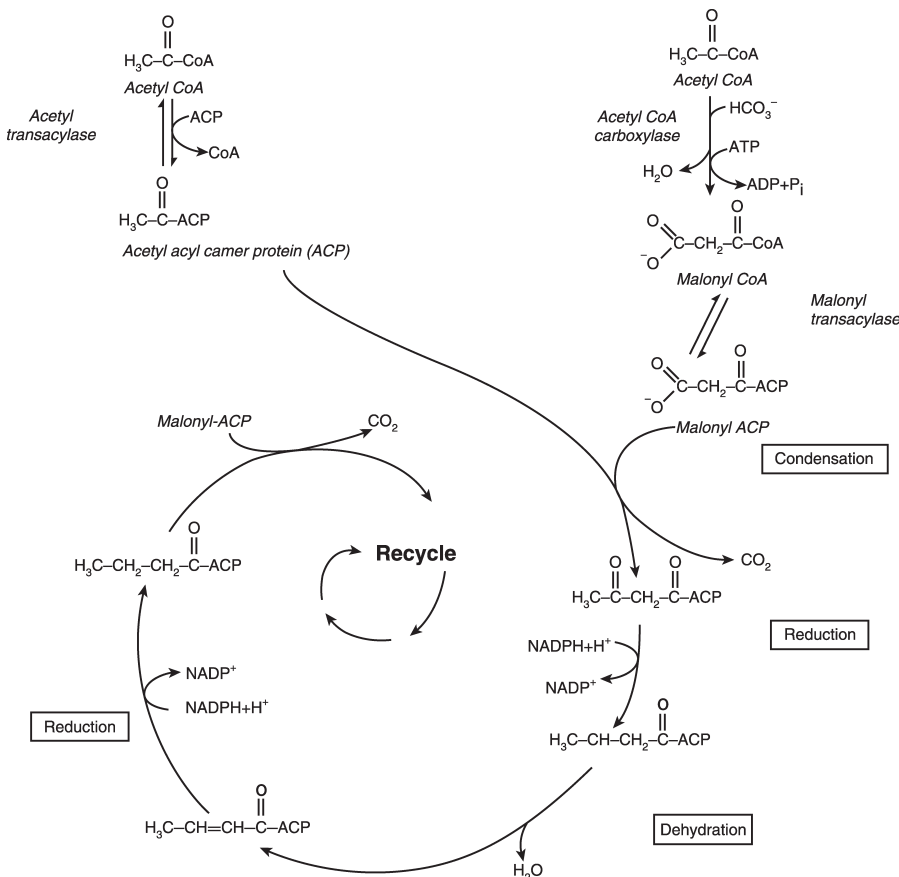 O
H₃C–C–CoA
Acetyl CoA
Acetyl
transacylase
ACP
CoA
O
H₃C–C–ACP
Acetyl acyl camer protein (ACP)
O
H₃C–C–CoA
Acetyl CoA
Acetyl CoA
carboxylase
HCO₃⁻
ATP
H₂O
ADP+Pi
O
O
C–CH₂–C–CoA
⁻O
Malonyl CoA
Malonyl
transacylase
O
O
C–CH₂–C–ACP
⁻O
Malonyl ACP
Condensation
Malonyl-ACP
CO₂
O
H₃C–CH₂–CH₂–C–ACP
Recycle
CO₂
O O
H₃C–C–CH₂–C–ACP
Reduction
NADPH+H⁺
NADP⁺
O
H₃C–CH–CH₂–C–ACP
NADP⁺
NADPH+H⁺
Reduction
O
H₃C–CH=CH–C–ACP
Dehydration
H₂O